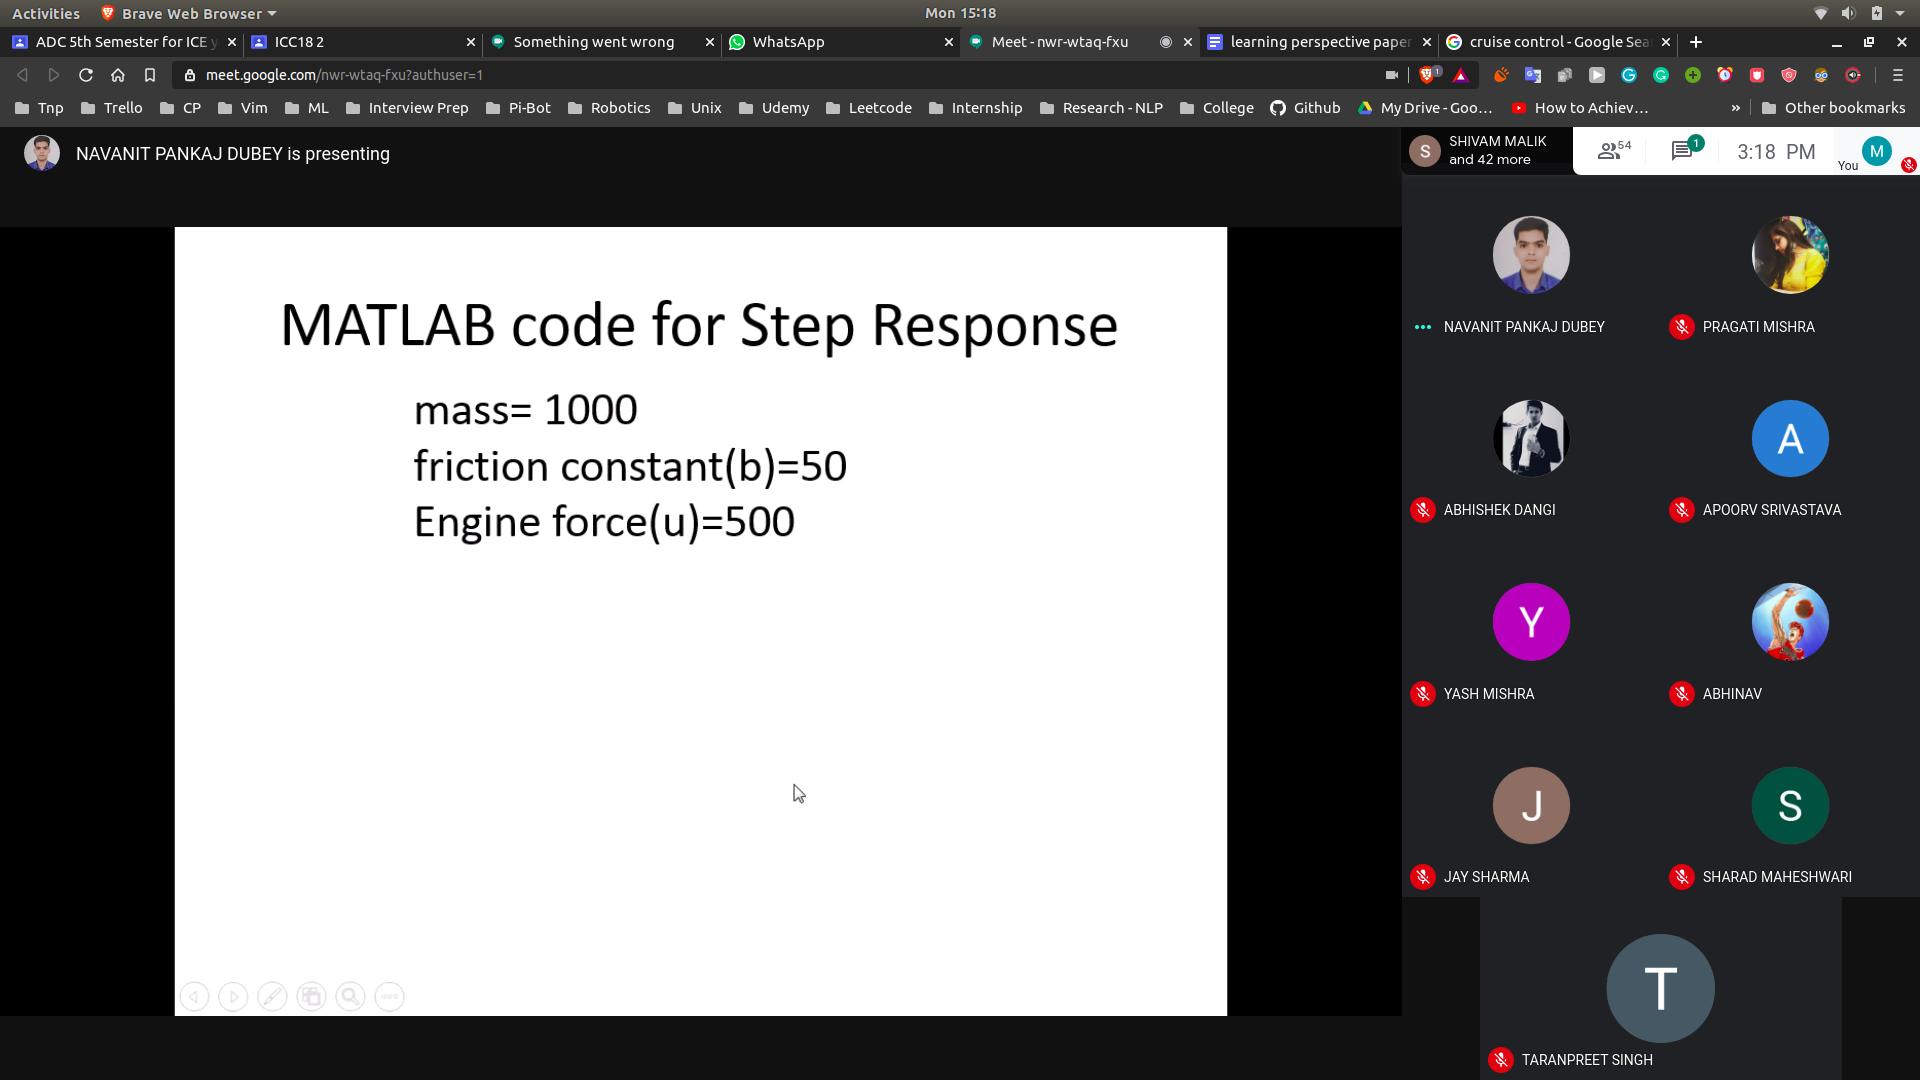 Activities
Brave Web Browser
Mon 15:18
ADC 5th Semester for ICE y
ICC18 2
Something went wrong
WhatsApp
Meet - nwr-wtaq-fxu
learning perspective paper
cruise control - Google Sea
meet.google.com/nwr-wtaq-fxu?authuser=1
1
Tnp
Trello
CP
Vim
ML
Interview Prep
Pi-Bot
Robotics
Unix
Udemy
Leetcode
Internship
Research - NLP
College
Github
My Drive - Goo…
How to Achiev…
»
Other bookmarks
NAVANIT PANKAJ DUBEY is presenting
S
SHIVAM MALIK
and 42 more
54
1
3:18 PM
You
M
MATLAB code for Step Response
mass= 1000
friction constant(b)=50
Engine force(u)=500
NAVANIT PANKAJ DUBEY
PRAGATI MISHRA
A
ABHISHEK DANGI
APOORV SRIVASTAVA
Y
YASH MISHRA
ABHINAV
J
S
JAY SHARMA
SHARAD MAHESHWARI
T
TARANPREET SINGH